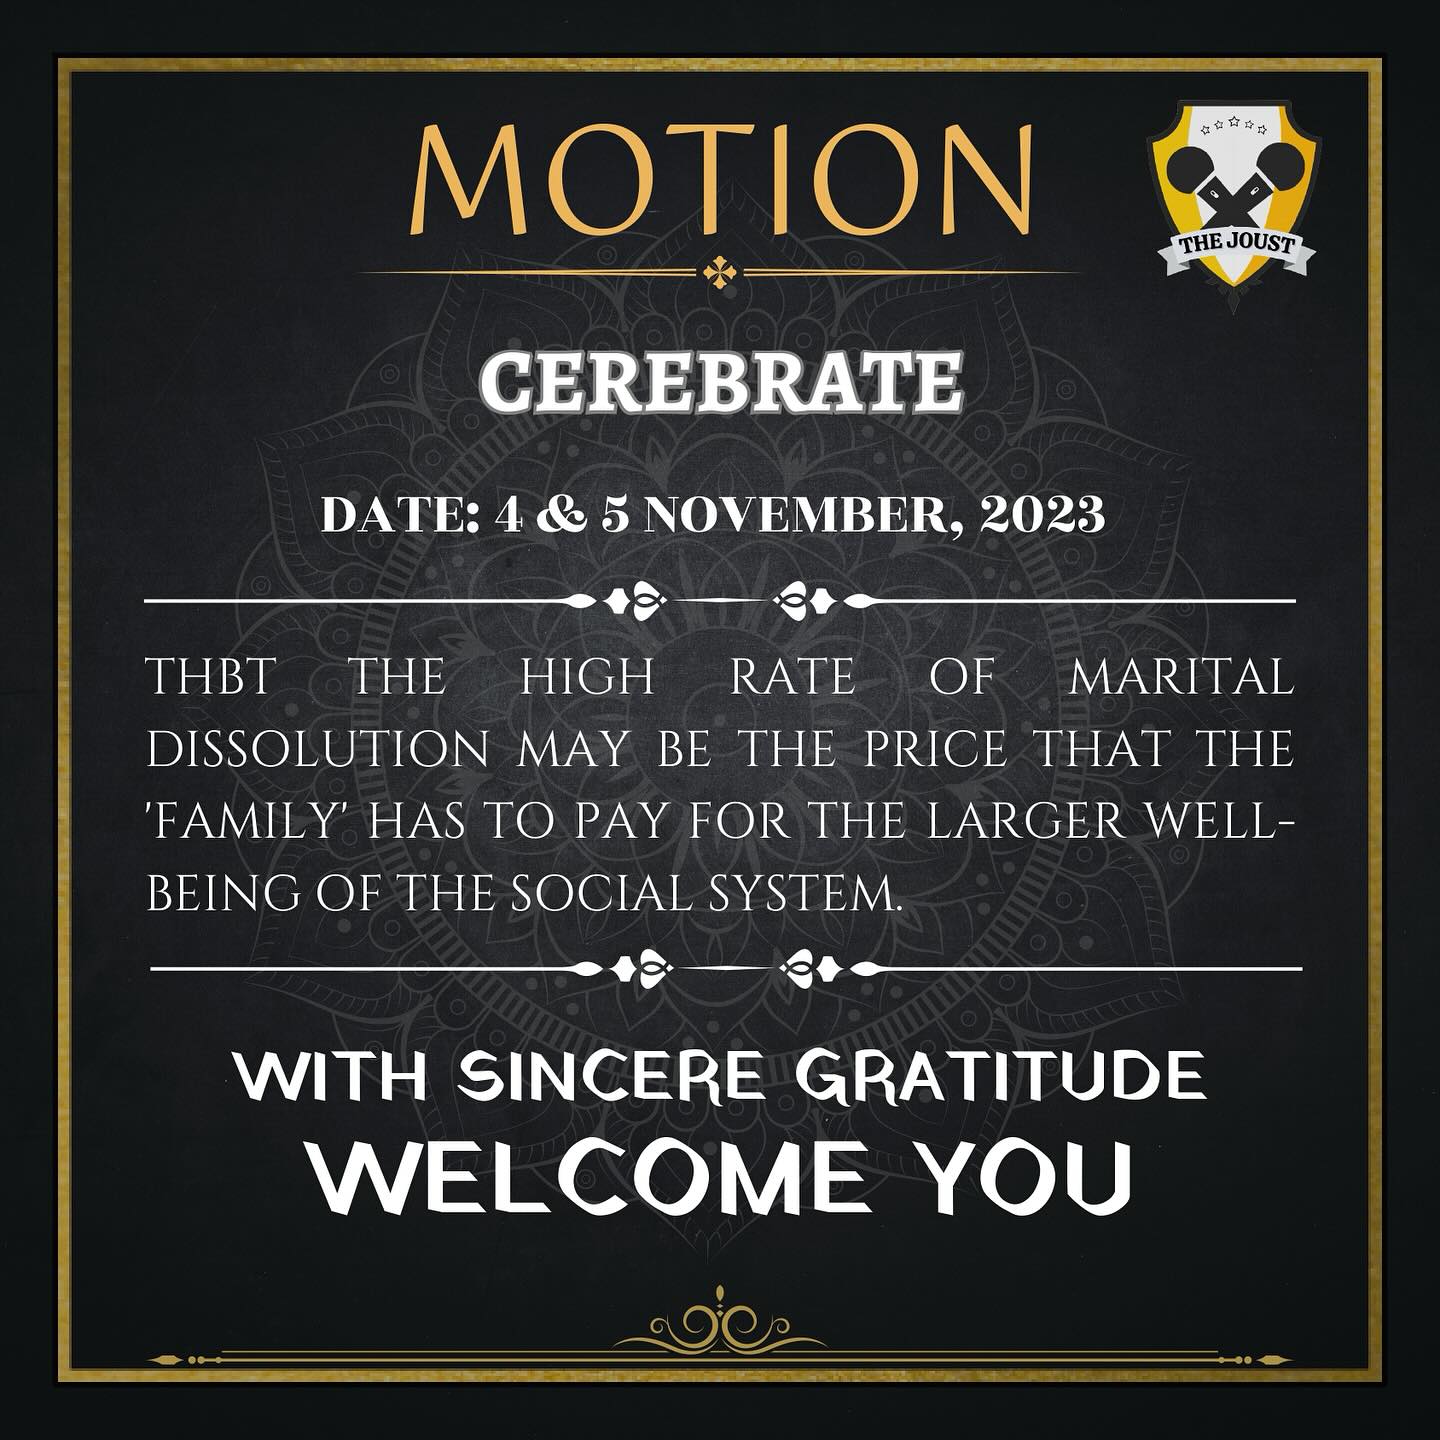 MOTION
THE JOUST
CEREBRATE
DATE: 4 & 5 NOVEMBER, 2023
THBT THE HIGH RATE OF MARITAL
DISSOLUTION MAY BE THE PRICE THAT THE
'FAMILY' HAS TO PAY FOR THE LARGER WELL-
BEING OF THE SOCIAL SYSTEM.
WITH SINCERE GRATITUDE
WELCOME YOU